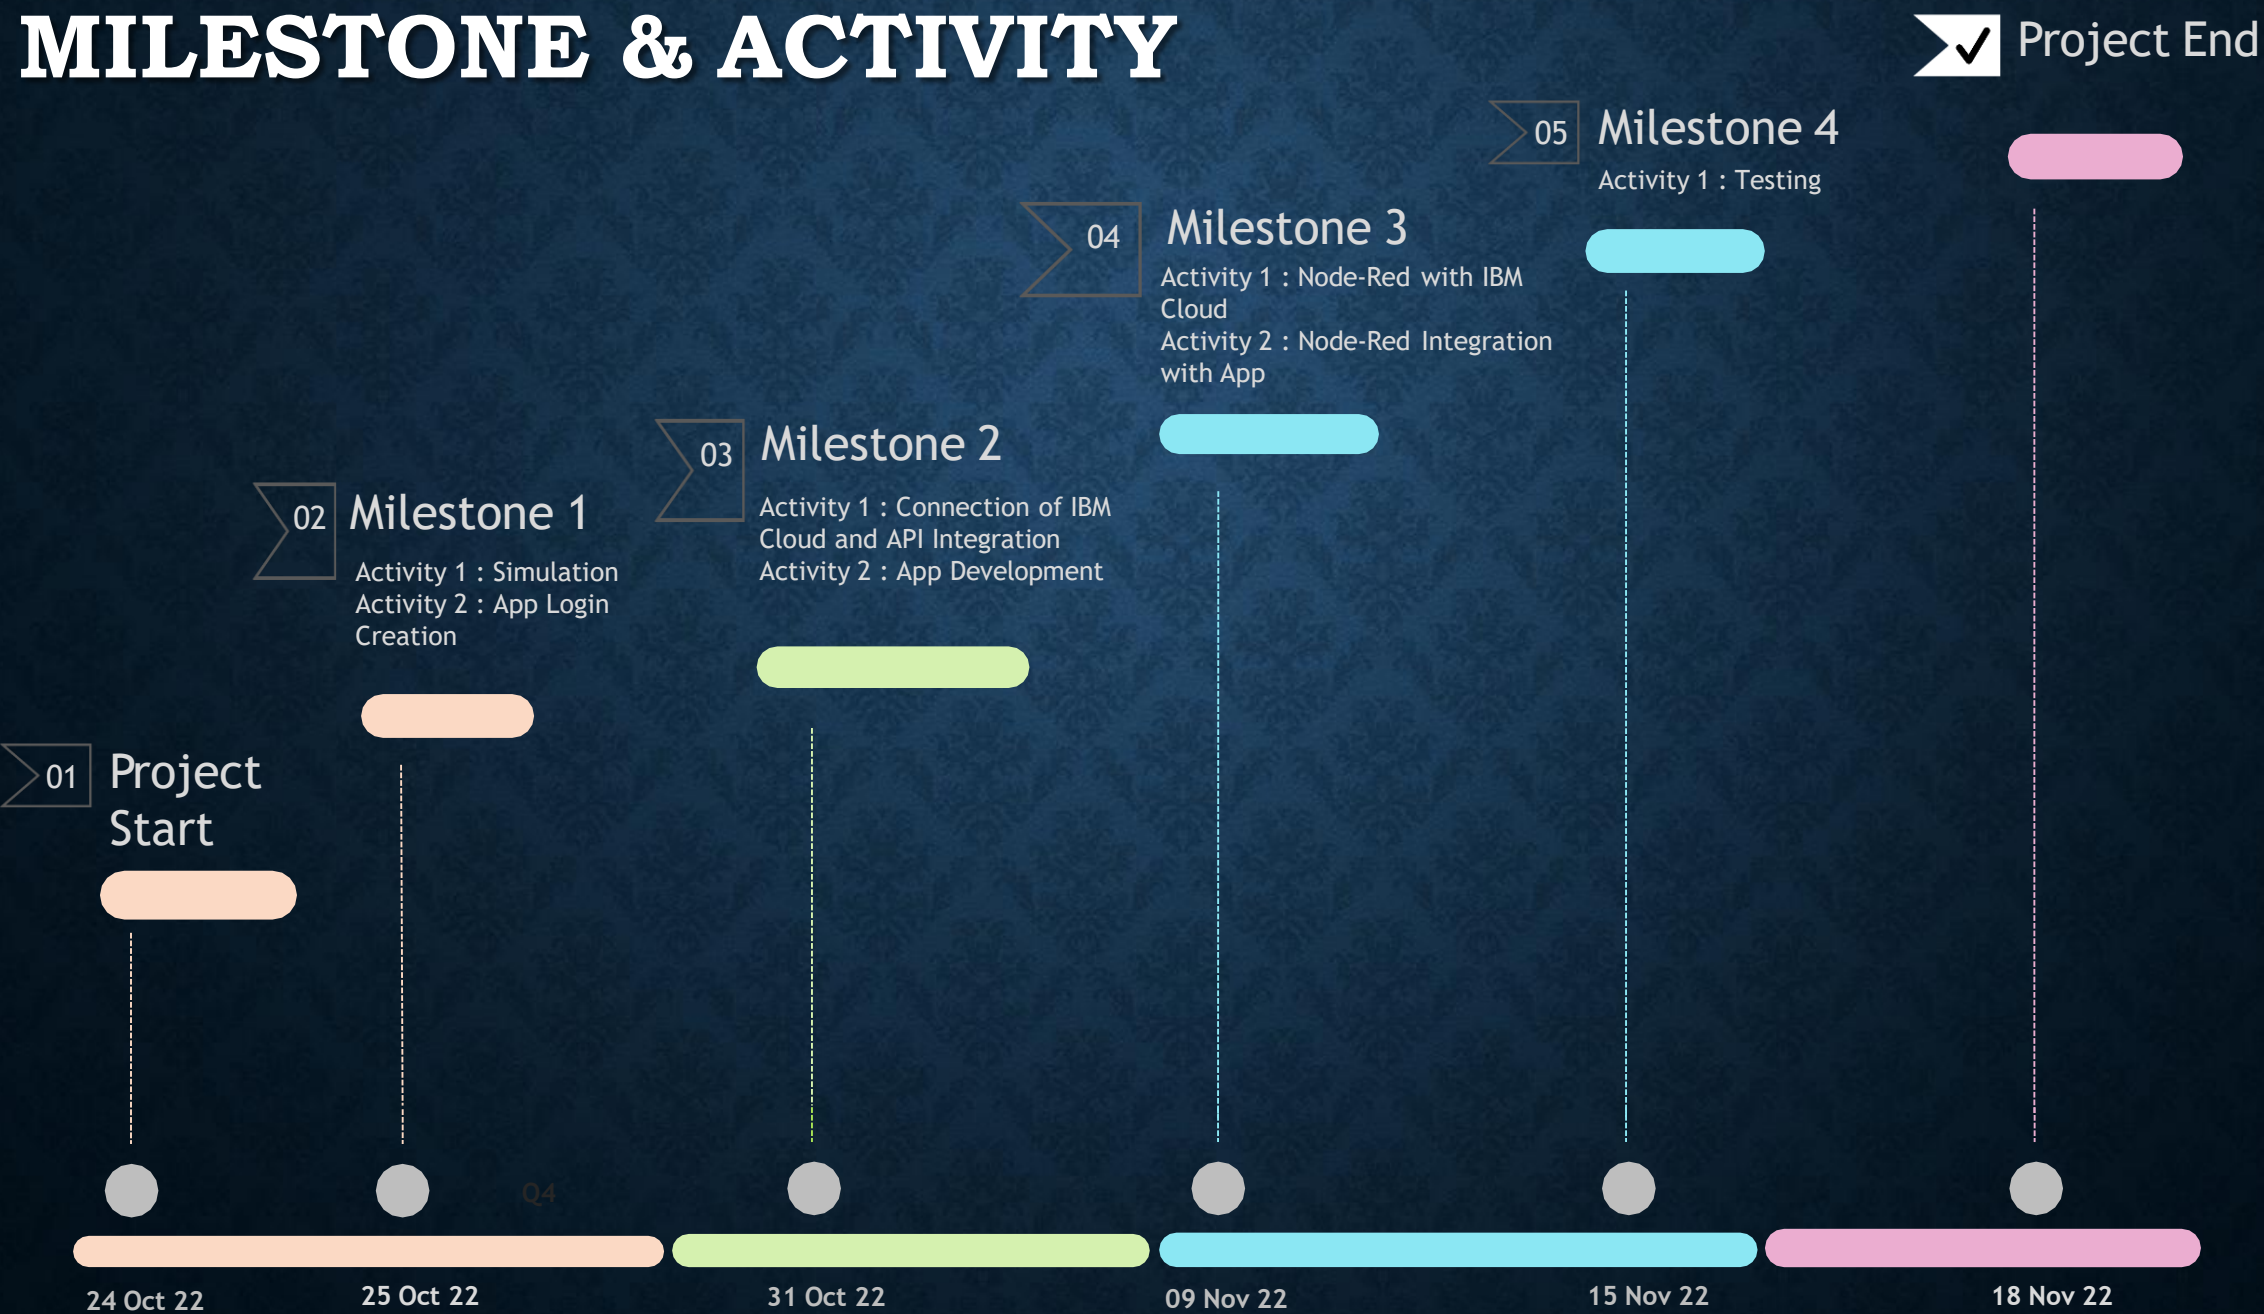 MILESTONE & ACTIVITY
Project End
05
Milestone 4
Activity 1 : Testing
04
Milestone 3
Activity 1 : Node-Red with IBM
Cloud
Activity 2 : Node-Red Integration
with App
03
Milestone 2
Activity 1 : Connection of IBM
Cloud and API Integration
Activity 2 : App Development
02
Milestone 1
Activity 1 : Simulation
Activity 2 : App Login
Creation
01
Project
Start
Q4
24 Oct 22
25 Oct 22
31 Oct 22
09 Nov 22
15 Nov 22
18 Nov 22